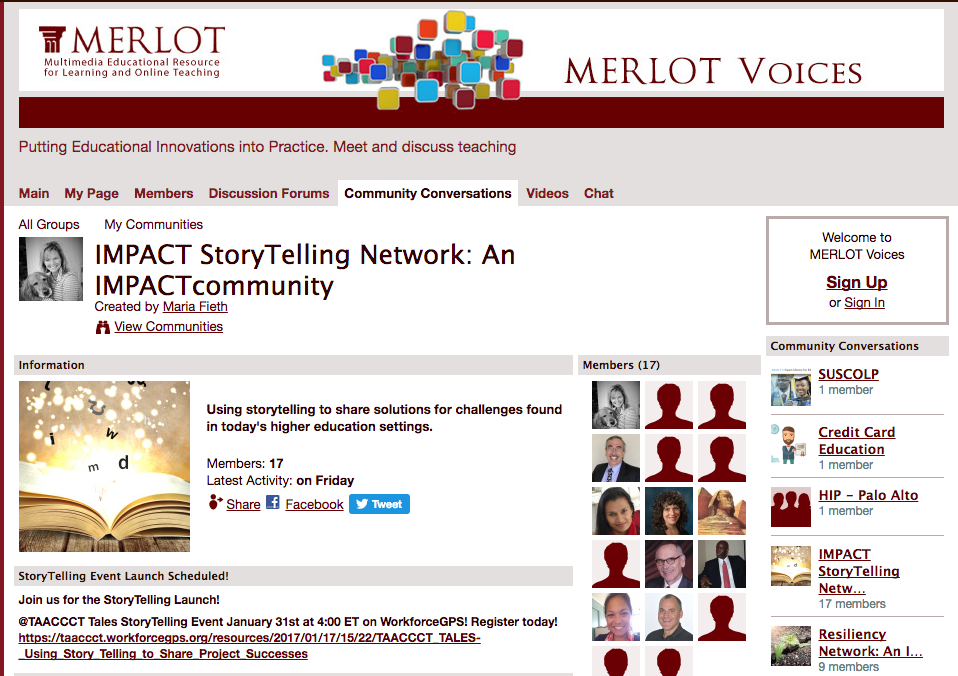 MERLOT
Multimedia Educational Resource
for Learning and Online Teaching
MERLOT Voices
Putting Educational Innovations into Practice. Meet and discuss teaching
Main My Page Members Discussion Forums Community Conversations Videos Chat
All Groups My Communities
IMPACT StoryTelling Network: An
IMPACTcommunity
Created by Maria Fieth
View Communities
Information
Using storytelling to share solutions for challenges found
in today's higher education settings.
Members: 17
Latest Activity: on Friday
Share Facebook Tweet
i w m d
StoryTelling Event Launch Scheduled!
Join us for the StoryTelling Launch!
@TAACCCT Tales StoryTelling Event January 31st at 4:00 ET on WorkforceGPS! Register today!
https://taaccct.workforcegps.org/resources/2017/01/17/15/22/TAACCCT_TALES-
_Using_Story_Telling_to_Share_Project_Successes
Members (17)
Welcome to
MERLOT Voices
Sign Up
or Sign In
Community Conversations
SUSCOLP
1 member
Credit Card
Education
1 member
HIP - Palo Alto
1 member
IMPACT
StoryTelling
Netw...
17 members
Resiliency
Network: An I...
9 members